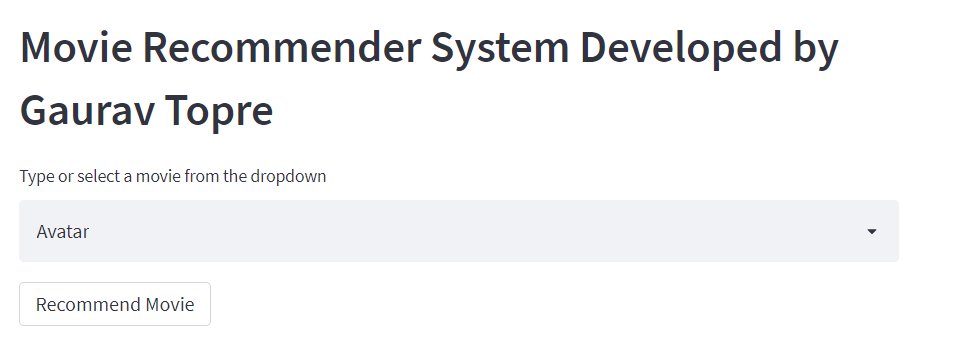 Movie Recommender System Developed by
Gaurav Topre
Type or select a movie from the dropdown
Avatar
Recommend Movie